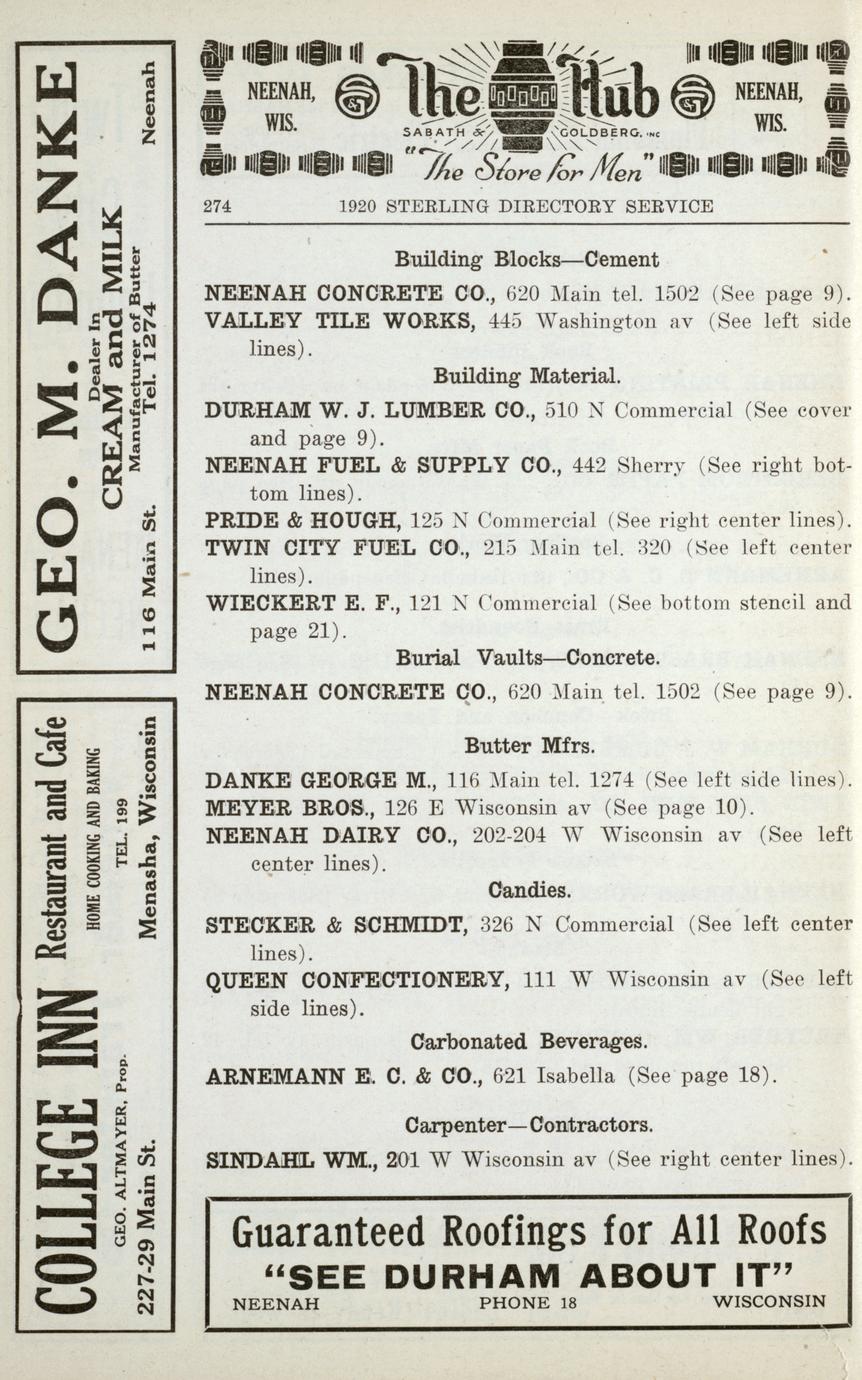 GEO. M. DANKE
Dealer In
CREAM and MILK
Manufacturer of Butter
116 Main St. Tel. 1274 Neenah
COLLEGE INN Restaurant and Cafe
HOME COOKING AND BAKING
GEO. ALTMAYER, Prop. TEL. 199
227-29 Main St. Menasha, Wisconsin
NEENAH,
WIS.
The Hub
SABATH & GOLDBERG. INC
"The Store for Men"
NEENAH,
WIS.
274 1920 STERLING DIRECTORY SERVICE
Building Blocks—Cement
NEENAH CONCRETE CO., 620 Main tel. 1502 (See page 9).
VALLEY TILE WORKS, 445 Washington av (See left side
lines).
Building Material.
DURHAM W. J. LUMBER CO., 510 N Commercial (See cover
and page 9).
NEENAH FUEL & SUPPLY CO., 442 Sherry (See right bot-
tom lines).
PRIDE & HOUGH, 125 N Commercial (See right center lines).
TWIN CITY FUEL CO., 215 Main tel. 320 (See left center
lines).
WIECKERT E. F., 121 N Commercial (See bottom stencil and
page 21).
Burial Vaults—Concrete.
NEENAH CONCRETE CO., 620 Main tel. 1502 (See page 9).
Butter Mfrs.
DANKE GEORGE M., 116 Main tel. 1274 (See left side lines).
MEYER BROS., 126 E Wisconsin av (See page 10).
NEENAH DAIRY CO., 202-204 W Wisconsin av (See left
center lines).
Candies.
STECKER & SCHMIDT, 326 N Commercial (See left center
lines).
QUEEN CONFECTIONERY, 111 W Wisconsin av (See left
side lines).
Carbonated Beverages.
ARNEMANN E. C. & CO., 621 Isabella (See page 18).
Carpenter—Contractors.
SINDAHL WM., 201 W Wisconsin av (See right center lines).
Guaranteed Roofings for All Roofs
"SEE DURHAM ABOUT IT"
NEENAH PHONE 18 WISCONSIN